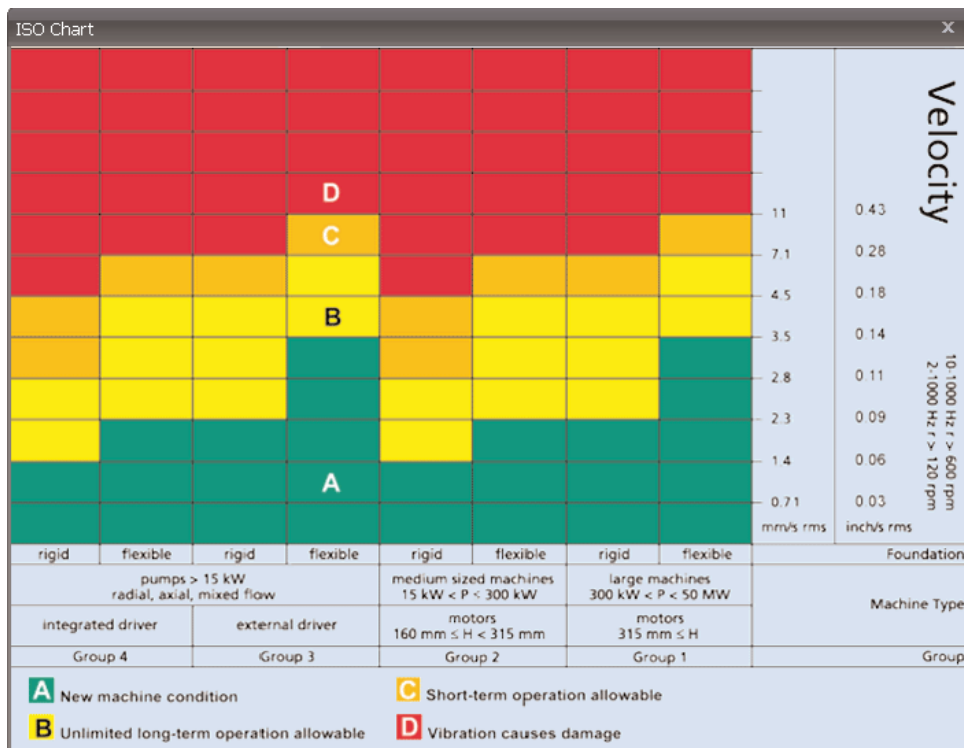 ISO Chart x
D
C
B
A
11
7.1
4.5
3.5
2.8
2.3
1.4
0.71
mm/s rms
0.43
0.28
0.18
0.14
0.11
0.09
0.06
0.03
inch/s rms
Velocity
10-1000 Hz r > 600 rpm
2-1000 Hz r > 120 rpm
rigid flexible rigid flexible rigid flexible rigid flexible Foundation
pumps > 15 kW
radial, axial, mixed flow
medium sized machines
15 kW < P ≤ 300 kW
large machines
300 kW < P < 50 MW
Machine Type
integrated driver
external driver
motors
160 mm ≤ H < 315 mm
motors
315 mm ≤ H
Group 4 Group 3 Group 2 Group 1 Group
A New machine condition
B Unlimited long-term operation allowable
C Short-term operation allowable
D Vibration causes damage